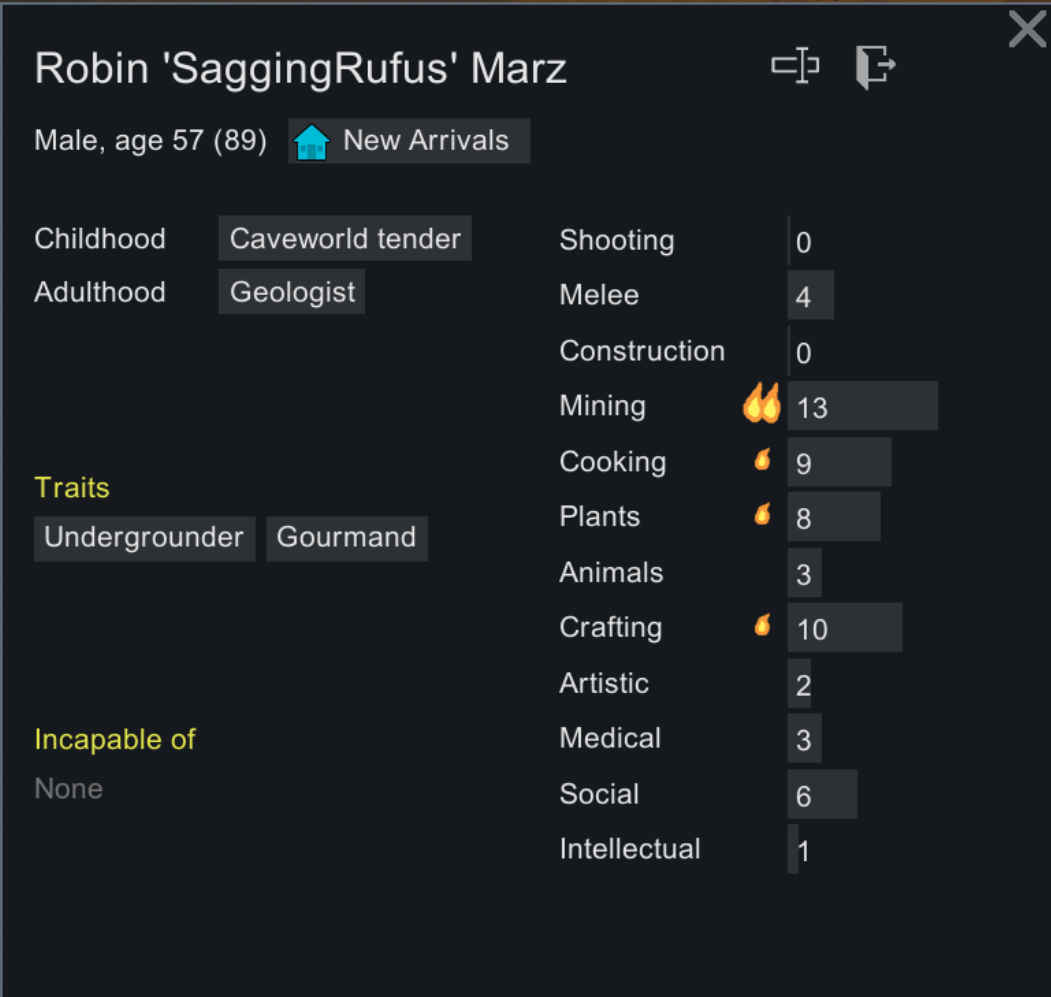 Robin 'SaggingRufus' Marz
Male, age 57 (89) New Arrivals
Childhood Caveworld tender
Adulthood Geologist
Traits
Undergrounder Gourmand
Incapable of
None
Shooting 0
Melee 4
Construction 0
Mining 13
Cooking 9
Plants 8
Animals 3
Crafting 10
Artistic 2
Medical 3
Social 6
Intellectual 1